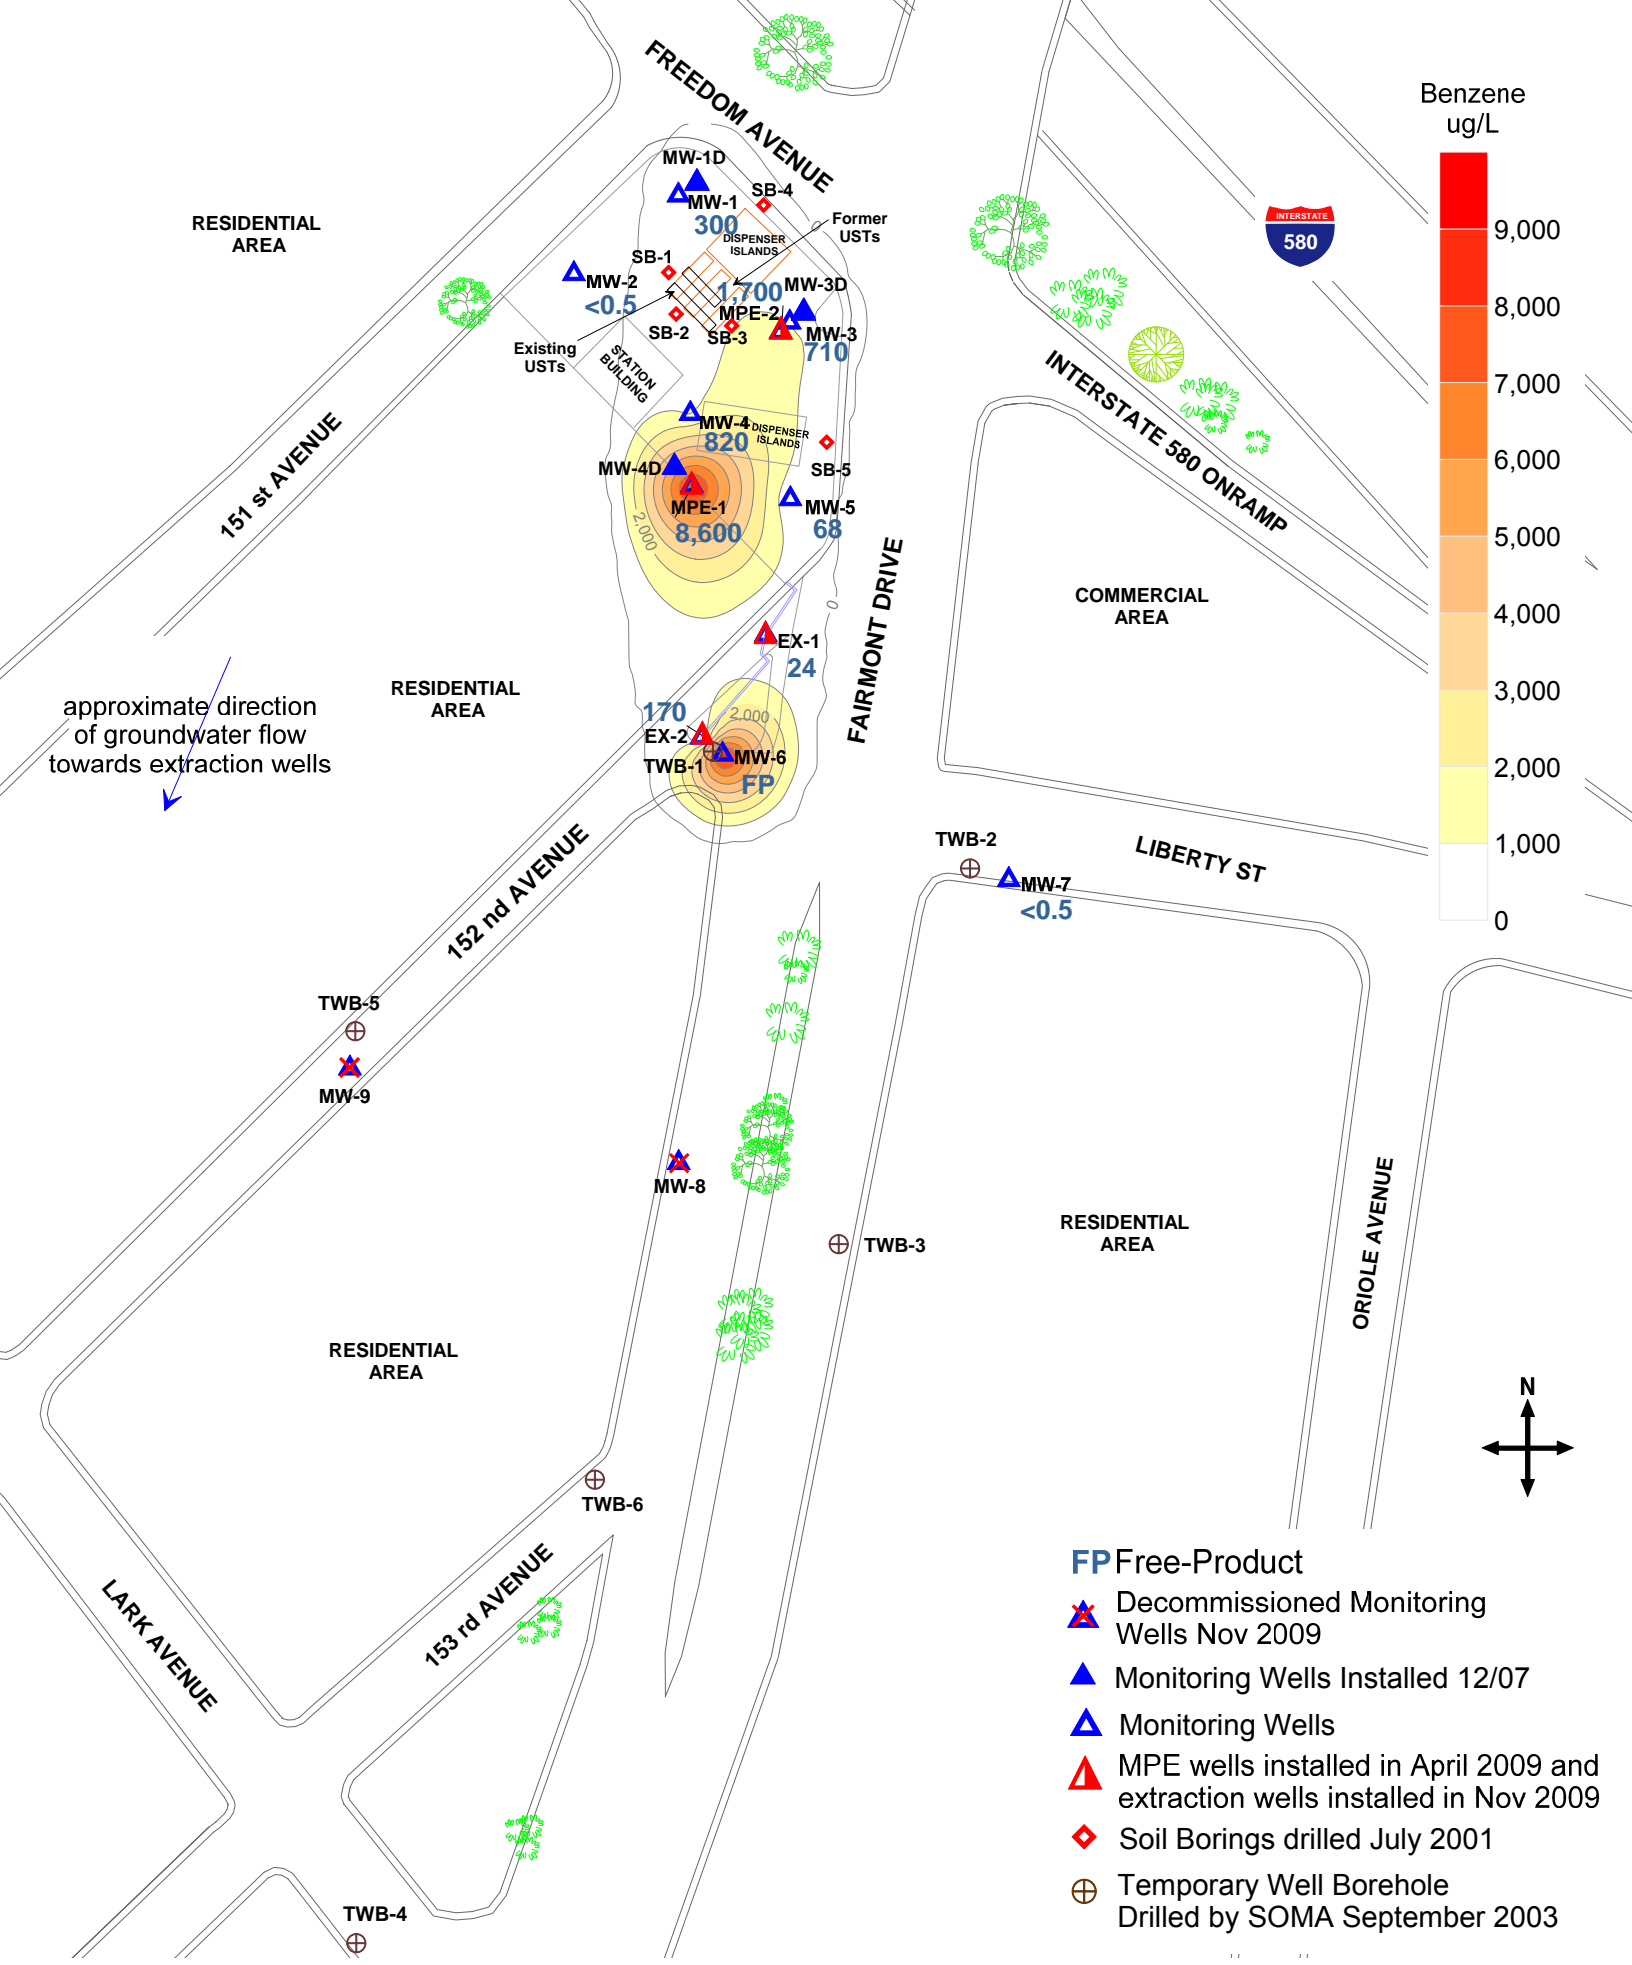 FREEDOM AVENUE
Benzene
ug/L
MW-1D
SB-4
MW-1
300
Former
USTs
DISPENSER
ISLANDS
RESIDENTIAL
AREA
INTERSTATE
580
9,000
8,000
7,000
6,000
5,000
4,000
3,000
2,000
1,000
0
0
SB-1
MW-2
<0.5
1,700
MW-3D
MPE-2
MW-3
710
SB-2
SB-3
Existing
USTs
STATION
BUILDING
INTERSTATE 580 ONRAMP
MW-4
820
DISPENSER
ISLANDS
SB-5
MW-4D
MPE-1
8,600
MW-5
68
2,000
151 st AVENUE
FAIRMONT DRIVE
COMMERCIAL
AREA
0
EX-1
24
RESIDENTIAL
AREA
approximate direction
of groundwater flow
towards extraction wells
170
2,000
EX-2
TWB-1
MW-6
FP
TWB-2
MW-7
<0.5
LIBERTY ST
152 nd AVENUE
TWB-5
MW-9
MW-8
TWB-3
RESIDENTIAL
AREA
ORIOLE AVENUE
RESIDENTIAL
AREA
N
TWB-6
153 rd AVENUE
LARK AVENUE
TWB-4
FP Free-Product
Decommissioned Monitoring
Wells Nov 2009
Monitoring Wells Installed 12/07
Monitoring Wells
MPE wells installed in April 2009 and
extraction wells installed in Nov 2009
Soil Borings drilled July 2001
Temporary Well Borehole
Drilled by SOMA September 2003